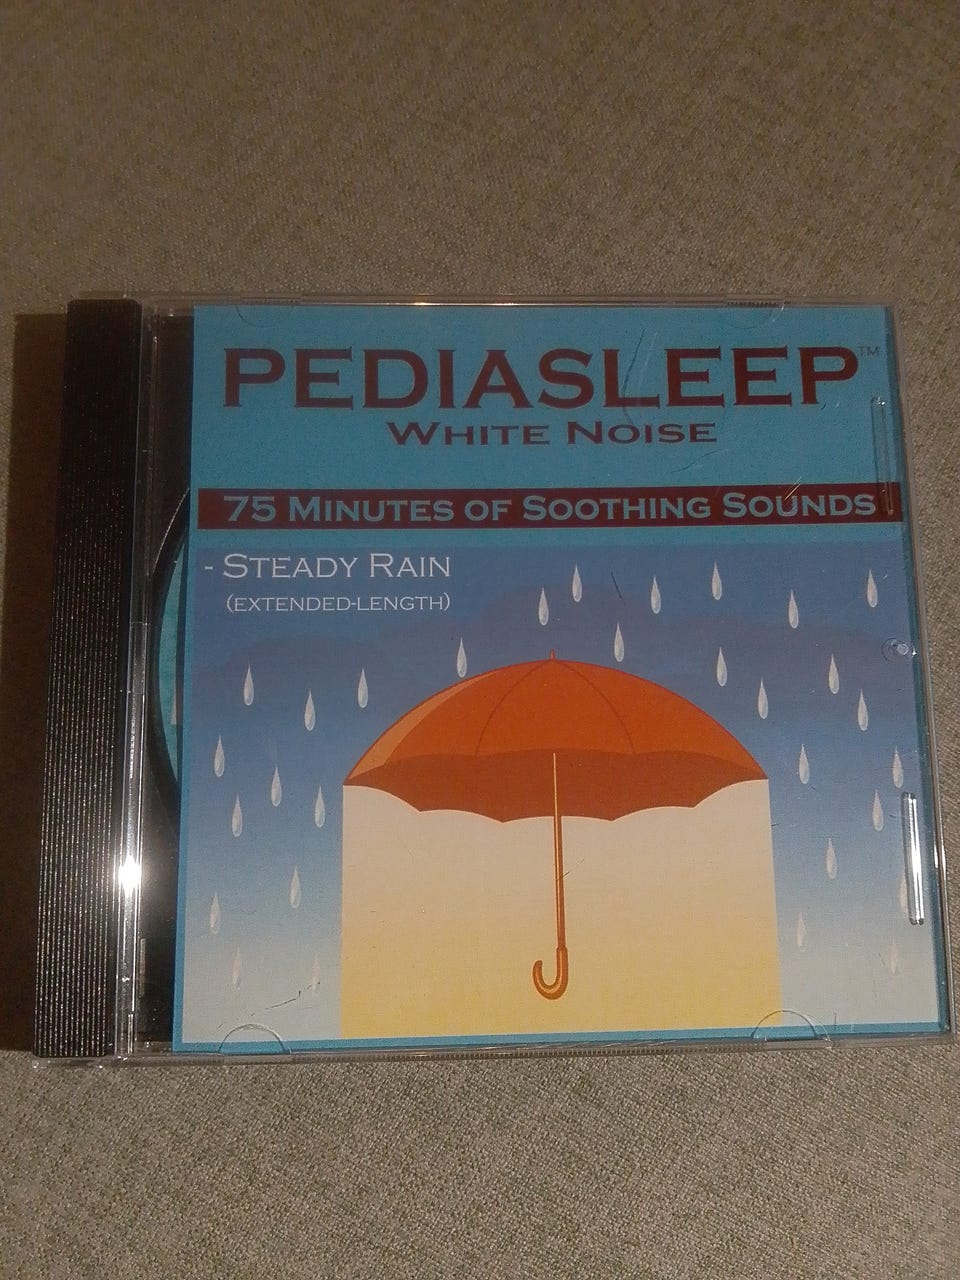 PEDIASLEEP™
WHITE NOISE
75 MINUTES OF SOOTHING SOUNDS
- STEADY RAIN
(EXTENDED-LENGTH)